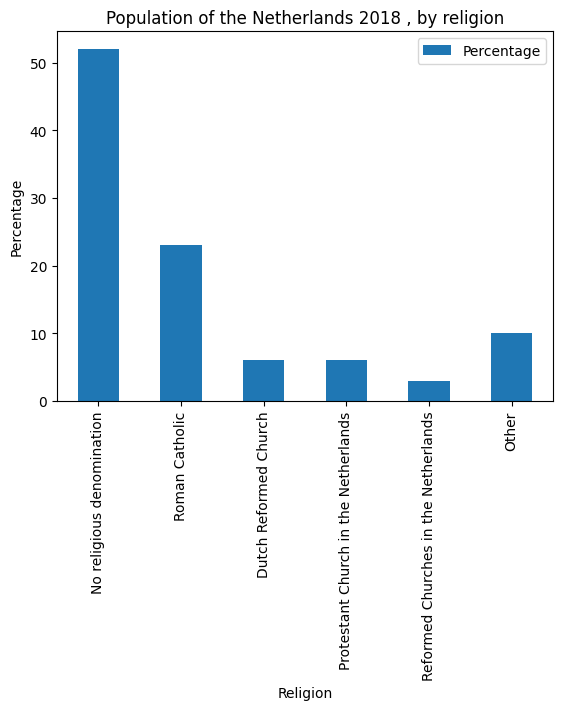 Population of the Netherlands 2018 , by religion
Percentage
Percentage
50
40
30
20
10
0
No religious denomination
Roman Catholic
Dutch Reformed Church
Protestant Church in the Netherlands
Reformed Churches in the Netherlands
Other
Religion